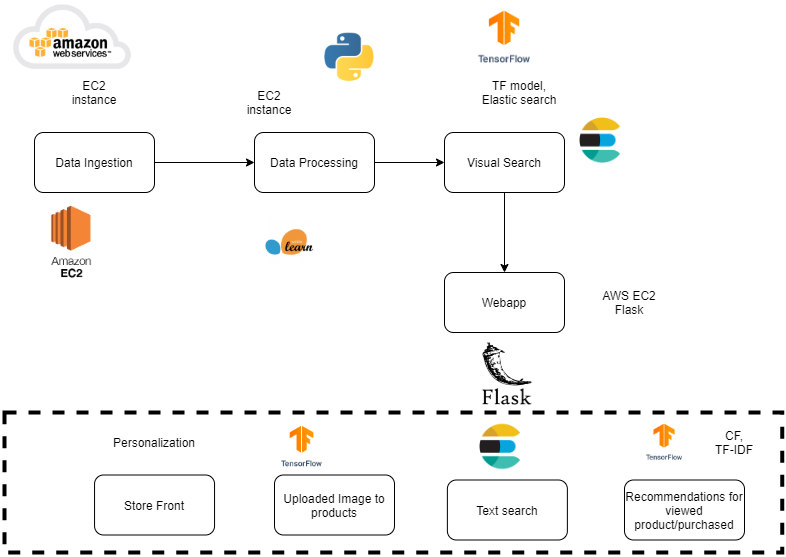 amazon
web services™
TensorFlow
EC2
instance
EC2
instance
TF model,
Elastic search
Data Ingestion
Data Processing
Visual Search
learn
Amazon
EC2
Webapp
AWS EC2
Flask
Flask
Personalization
TensorFlow
TensorFlow
CF,
TF-IDF
Store Front
Uploaded Image to
products
Text search
Recommendations for
viewed
product/purchased